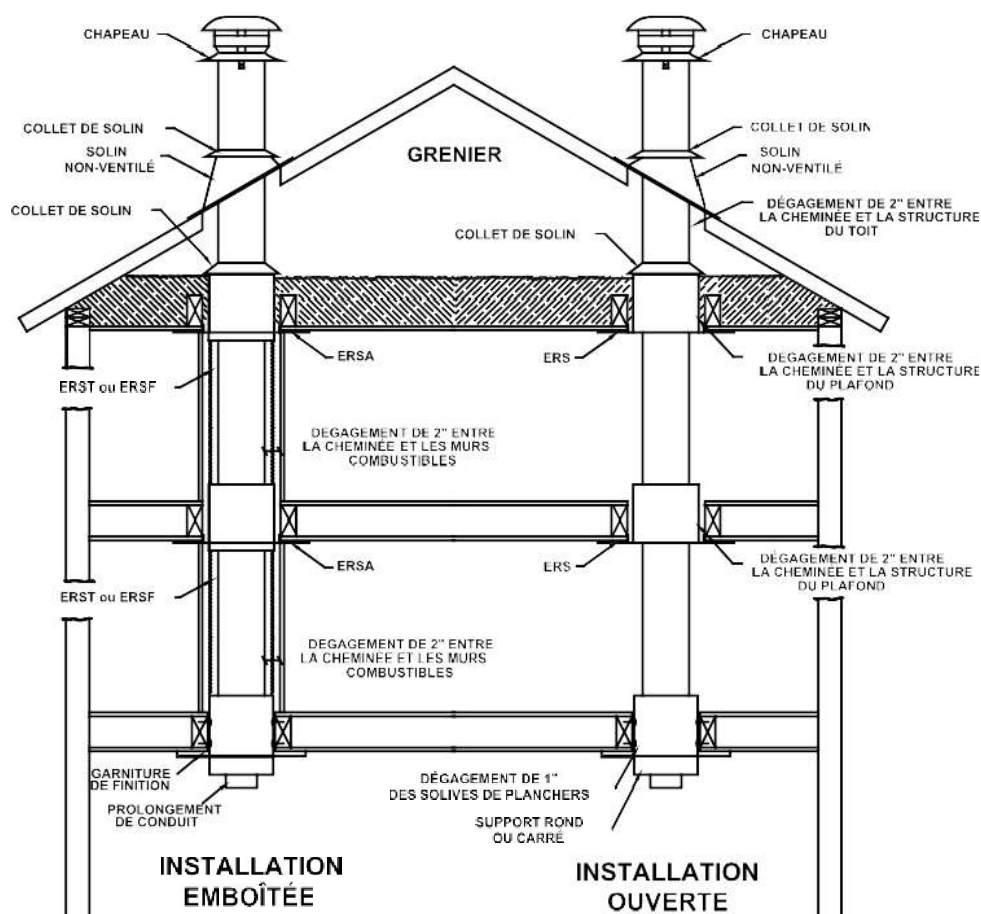 CHAPEAU
CHAPEAU
COLLET DE SOLIN
SOLIN
NON-VENTILÉ
COLLET DE SOLIN
GRENIER
COLLET DE SOLIN
SOLIN
NON-VENTILÉ
DÉGAGEMENT DE 2" ENTRE
LA CHEMINÉE ET LA STRUCTURE
DU TOIT
COLLET DE SOLIN
ERSA
ERS
DÉGAGEMENT DE 2" ENTRE
LA CHEMINÉE ET LA STRUCTURE
DU PLAFOND
ERST ou ERSF
DEGAGEMENT DE 2" ENTRE
LA CHEMINÉE ET LES MURS
COMBUSTIBLES
ERSA
ERS
DÉGAGEMENT DE 2" ENTRE
LA CHEMINÉE ET LA STRUCTURE
DU PLAFOND
ERST ou ERSF
DEGAGEMENT DE 2" ENTRE
LA CHEMINEE ET LES MURS
COMBUSTIBLES
GARNITURE
DE FINITION
PROLONGEMENT
DE CONDUIT
DÉGAGEMENT DE 1"
DES SOLIVES DE PLANCHERS
SUPPORT ROND
OU CARRÉ
INSTALLATION
EMBOÎTÉE
INSTALLATION
OUVERTE